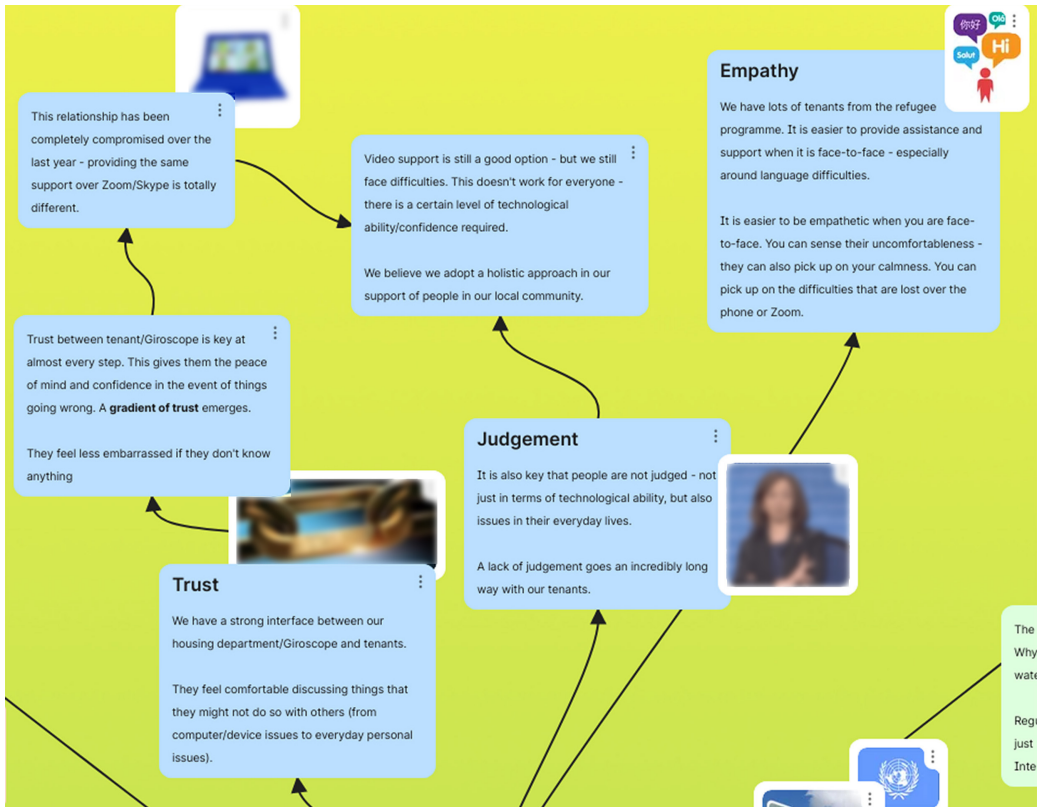 This relationship has been
completely compromised over the
last year - providing the same
support over Zoom/Skype is totally
different.
Video support is still a good option - but we still
face difficulties. This doesn't work for everyone -
there is a certain level of technological
ability/confidence required.
We believe we adopt a holistic approach in our
support of people in our local community.
你好
Olá
Salut
Hi
Empathy
We have lots of tenants from the refugee
programme. It is easier to provide assistance and
support when it is face-to-face - especially
around language difficulties.
It is easier to be empathetic when you are face-
to-face. You can sense their uncomfortableness -
they can also pick up on your calmness. You can
pick up on the difficulties that are lost over the
phone or Zoom.
Trust between tenant/Giroscope is key at
almost every step. This gives them the peace
of mind and confidence in the event of things
going wrong. A gradient of trust emerges.
They feel less embarrassed if they don't know
anything
Judgement
It is also key that people are not judged - not
just in terms of technological ability, but also
issues in their everyday lives.
A lack of judgement goes an incredibly long
way with our tenants.
Trust
We have a strong interface between our
housing department/Giroscope and tenants.
They feel comfortable discussing things that
they might not do so with others (from
computer/device issues to everyday personal
issues).
The
Why
wate
Regu
just
Inte